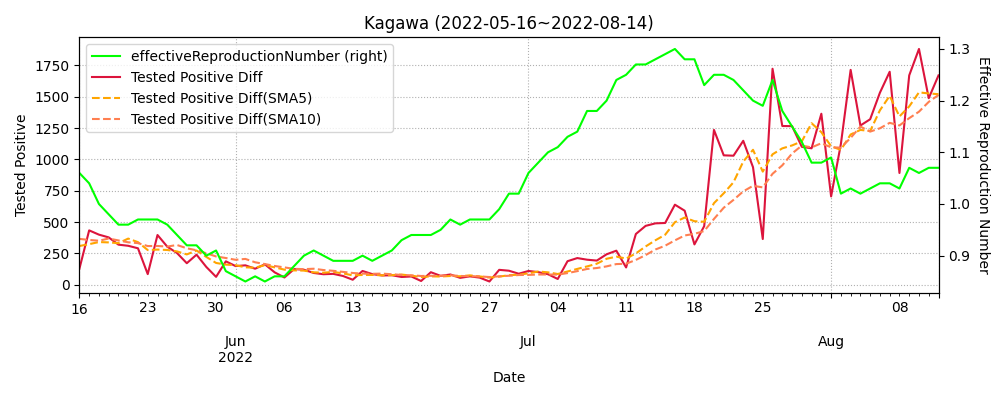 Kagawa (2022-05-16~2022-08-14)
effectiveReproductionNumber (right)
Tested Positive Diff
Tested Positive Diff(SMA5)
Tested Positive Diff(SMA10)
Tested Positive
1750
1500
1250
1000
750
500
250
0
1.3
1.2
1.1
1.0
0.9
Effective Reproduction Number
16 23 30 06 13 20 27 04 11 18 25 08
Jun Jul Aug
2022
Date